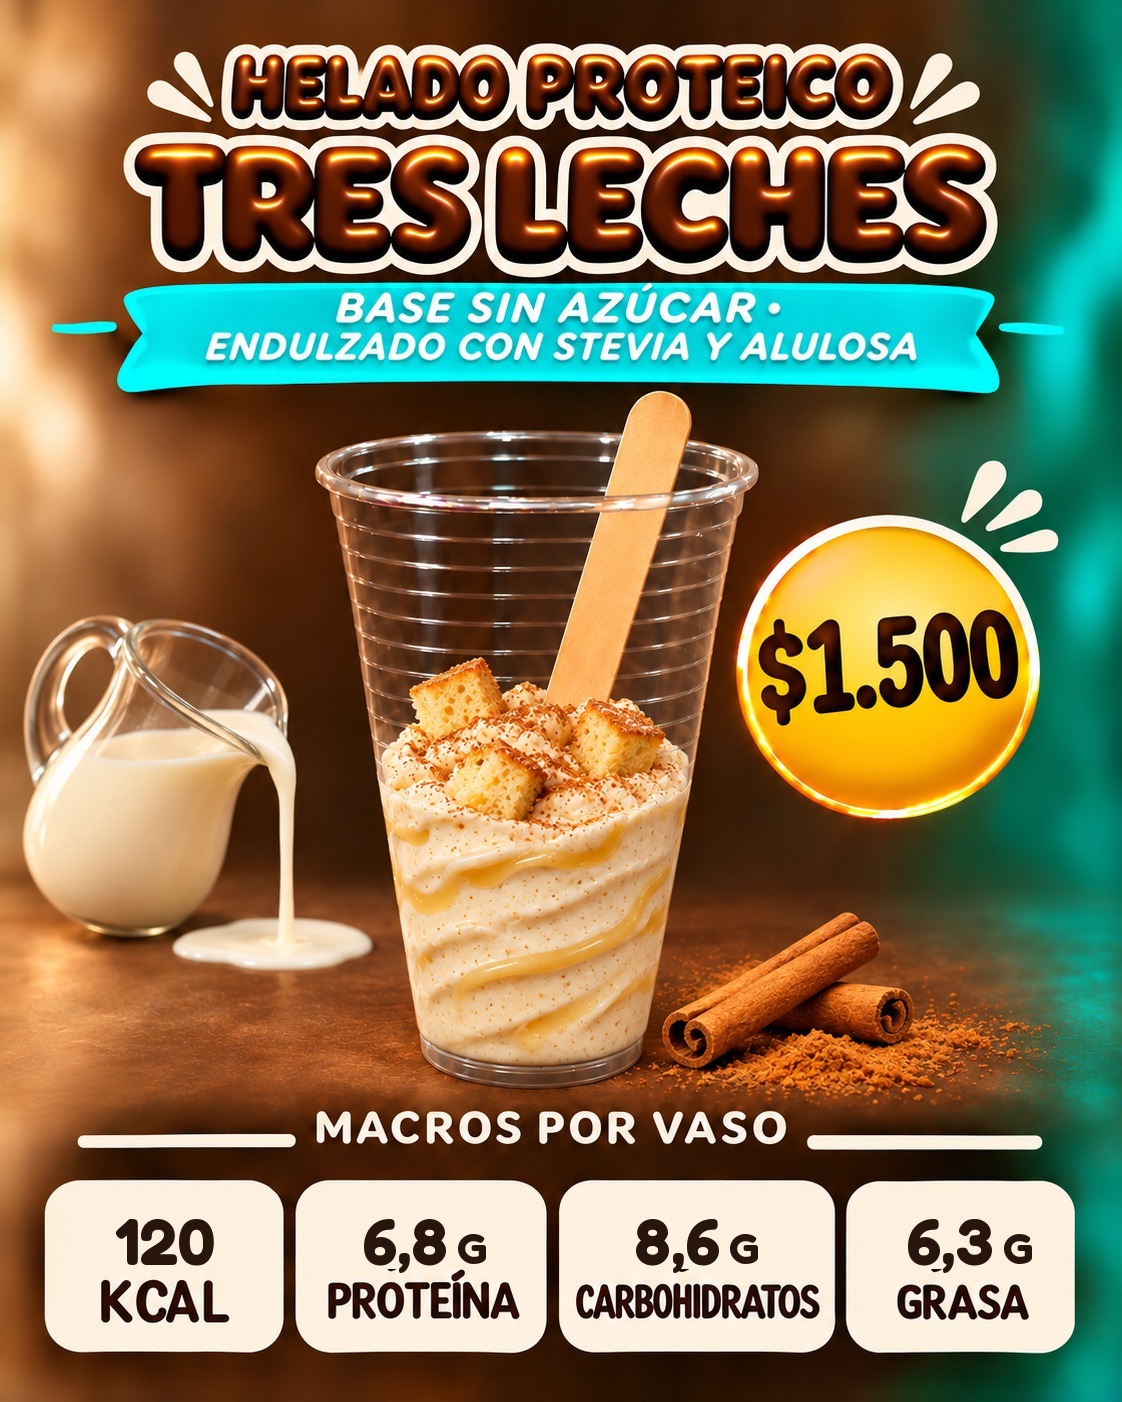 HELADO PROTEICO
TRES LECHES
BASE SIN AZÚCAR •
ENDULZADO CON STEVIA Y ALULOSA
$1.500
MACROS POR VASO
120
KCAL
6,8 G
PROTEÍNA
8,6 G
CARBOHIDRATOS
6,3 G
GRASA